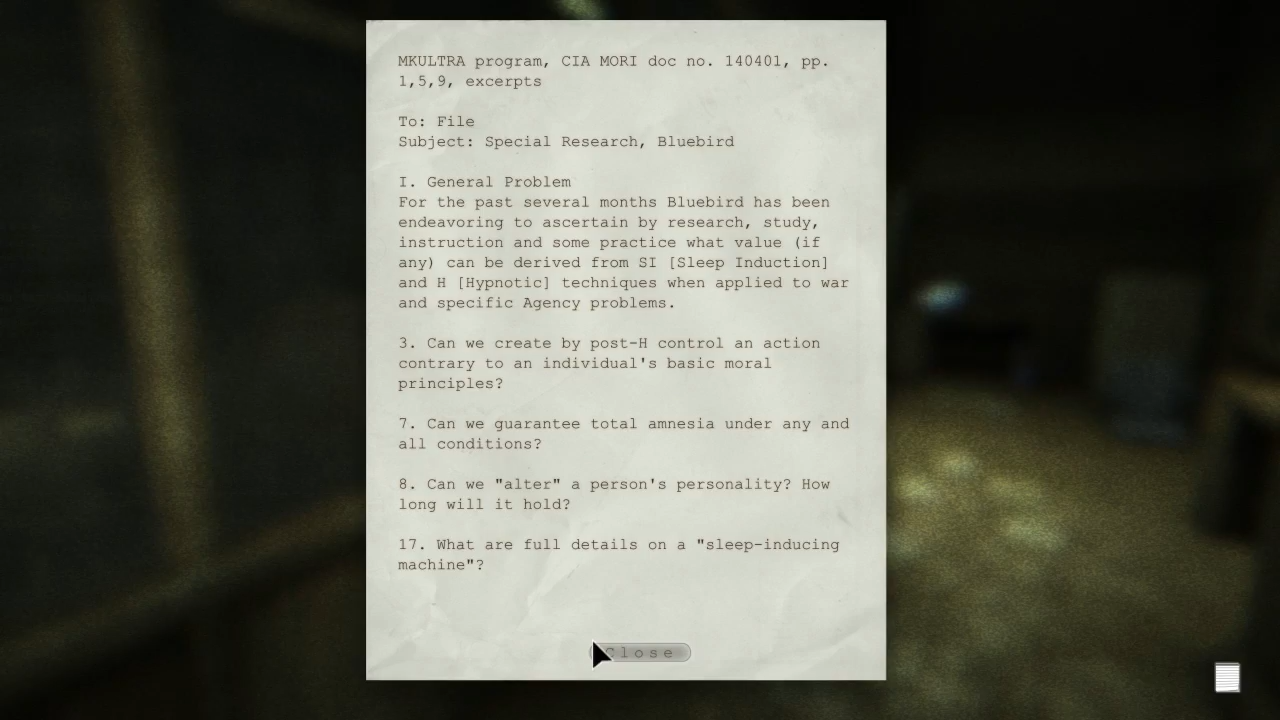 MKULTRA program, CIA MORI doc no. 140401, pp.
1,5,9, excerpts
To: File
Subject: Special Research, Bluebird
I. General Problem
For the past several months Bluebird has been
endeavoring to ascertain by research, study,
instruction and some practice what value (if
any) can be derived from SI [Sleep Induction]
and H [Hypnotic] techniques when applied to war
and specific Agency problems.
3. Can we create by post-H control an action
contrary to an individual's basic moral
principles?
7. Can we guarantee total amnesia under any and
all conditions?
8. Can we "alter" a person's personality? How
long will it hold?
17. What are full details on a "sleep-inducing
machine"?
Close